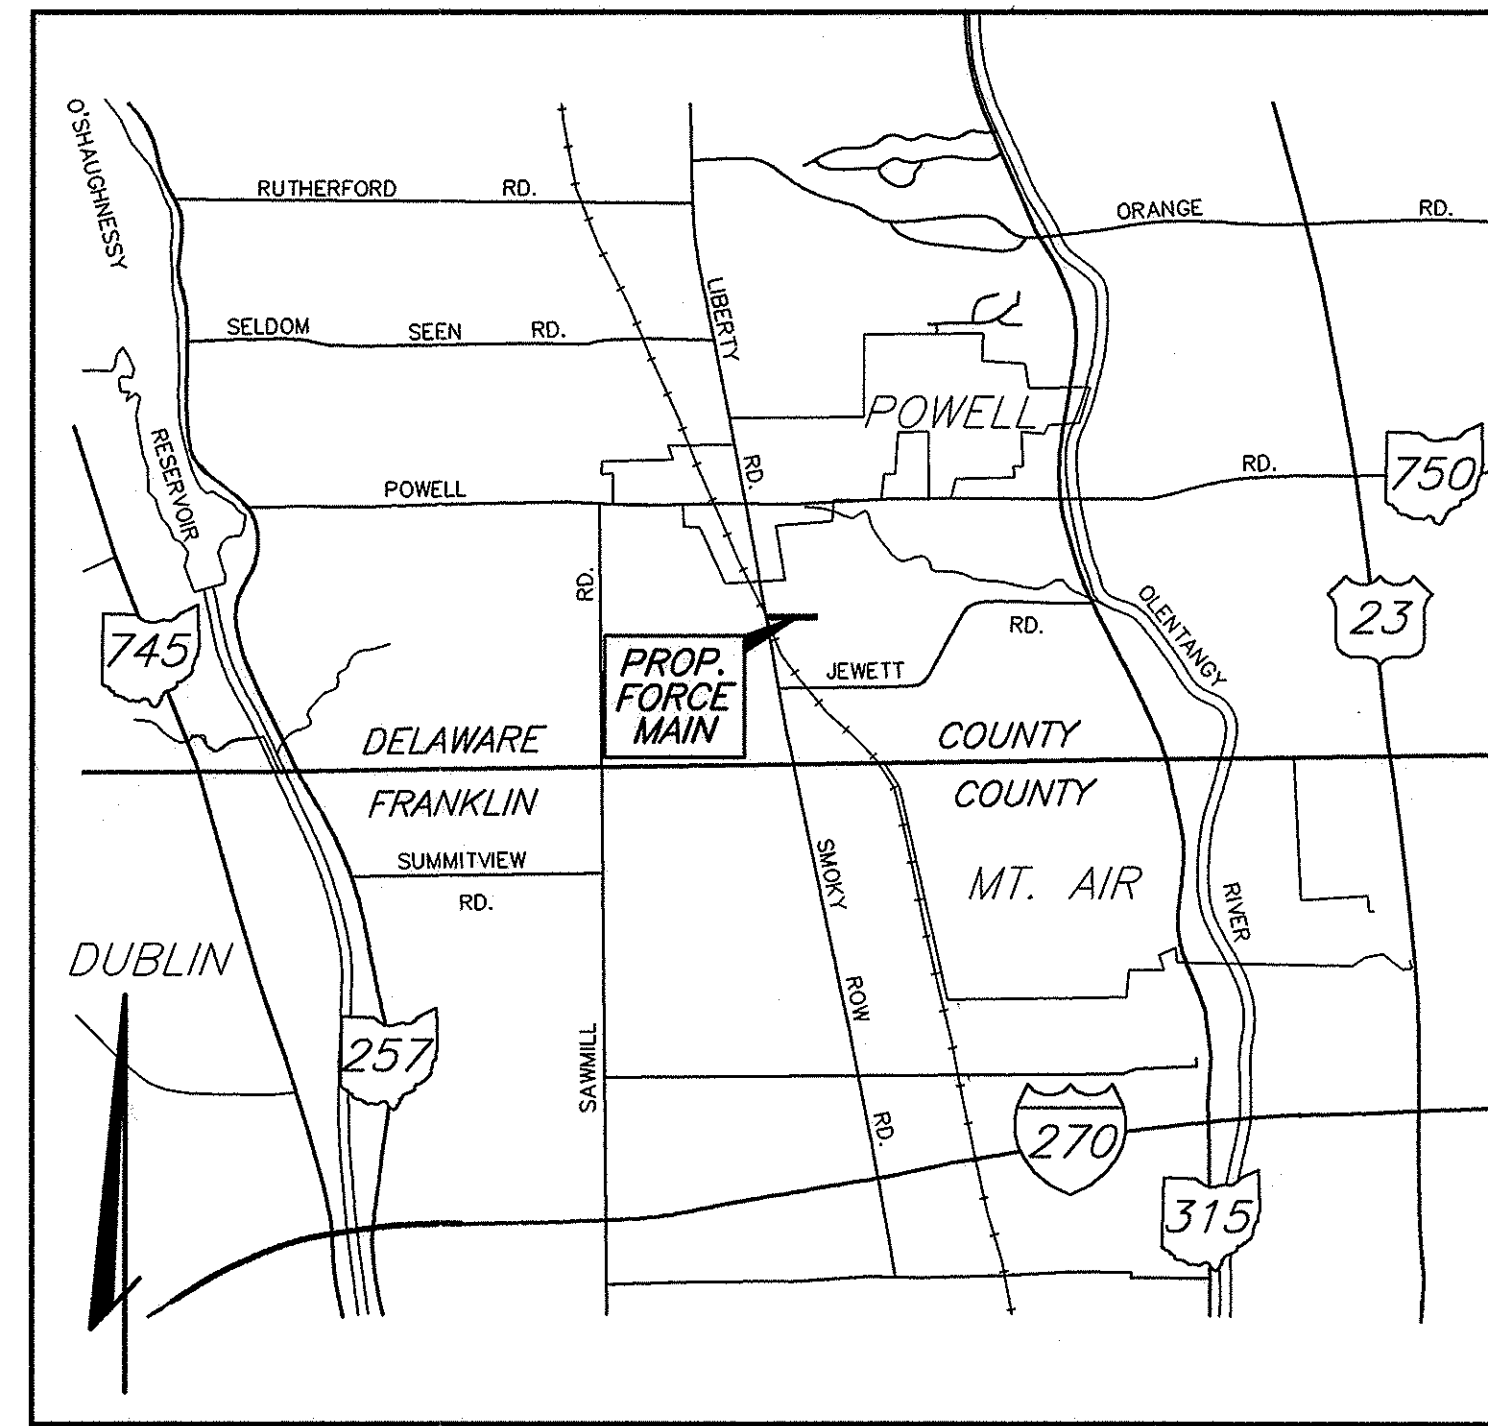 O'SHAUGHNESSY
RUTHERFORD RD.
ORANGE RD.
LIBERTY
SELDOM SEEN RD.
POWELL
RESERVOIR
POWELL
RD.
RD.
750
RD.
OLENTANGY
23
745
PROP.
FORCE
MAIN
RD.
JEWETT
DELAWARE COUNTY
FRANKLIN COUNTY
SUMMITVIEW
RD.
SMOKY
MT. AIR
RIVER
DUBLIN
ROW
257
SAWMILL
RD.
270
315